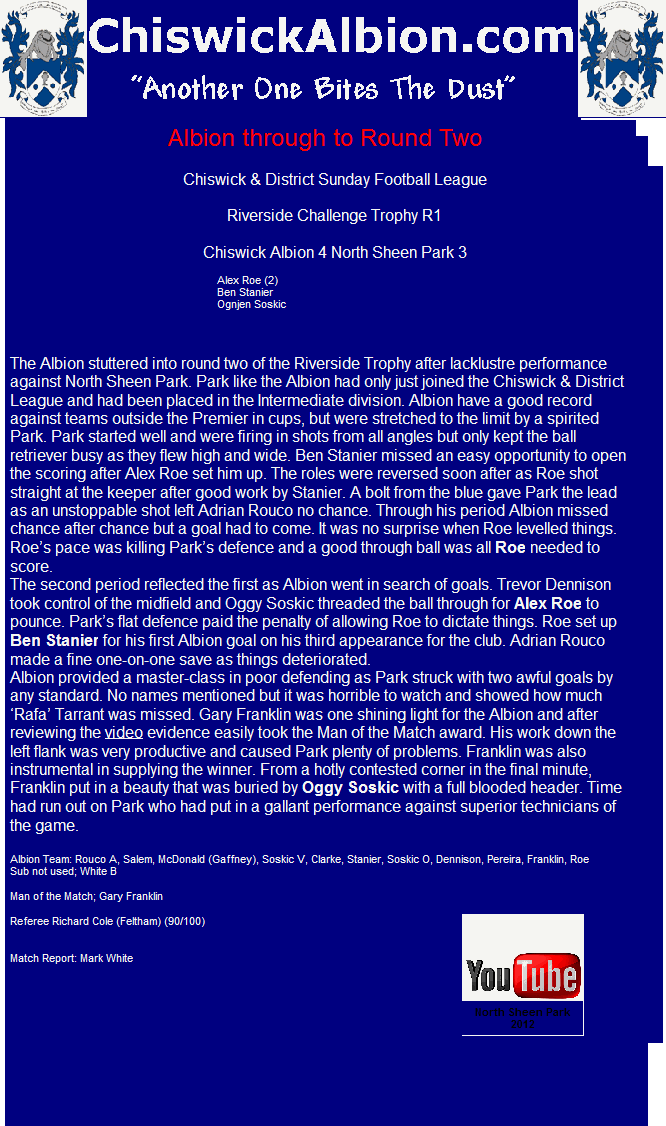 ChiswickAlbion.com
“Another One Bites The Dust”
Albion through to Round Two
Chiswick & District Sunday Football League
Riverside Challenge Trophy R1
Chiswick Albion 4 North Sheen Park 3
Alex Roe (2)
Ben Stanier
Ognjen Soskic
The Albion stuttered into round two of the Riverside Trophy after lacklustre performance
against North Sheen Park. Park like the Albion had only just joined the Chiswick & District
League and had been placed in the Intermediate division. Albion have a good record
against teams outside the Premier in cups, but were stretched to the limit by a spirited
Park. Park started well and were firing in shots from all angles but only kept the ball
retriever busy as they flew high and wide. Ben Stanier missed an easy opportunity to open
the scoring after Alex Roe set him up. The roles were reversed soon after as Roe shot
straight at the keeper after good work by Stanier. A bolt from the blue gave Park the lead
as an unstoppable shot left Adrian Rouco no chance. Through his period Albion missed
chance after chance but a goal had to come. It was no surprise when Roe levelled things.
Roe’s pace was killing Park’s defence and a good through ball was all Roe needed to
score.
The second period reflected the first as Albion went in search of goals. Trevor Dennison
took control of the midfield and Oggy Soskic threaded the ball through for Alex Roe to
pounce. Park’s flat defence paid the penalty of allowing Roe to dictate things. Roe set up
Ben Stanier for his first Albion goal on his third appearance for the club. Adrian Rouco
made a fine one-on-one save as things deteriorated.
Albion provided a master-class in poor defending as Park struck with two awful goals by
any standard. No names mentioned but it was horrible to watch and showed how much
‘Rafa’ Tarrant was missed. Gary Franklin was one shining light for the Albion and after
reviewing the video evidence easily took the Man of the Match award. His work down the
left flank was very productive and caused Park plenty of problems. Franklin was also
instrumental in supplying the winner. From a hotly contested corner in the final minute,
Franklin put in a beauty that was buried by Oggy Soskic with a full blooded header. Time
had run out on Park who had put in a gallant performance against superior technicians of
the game.
Albion Team: Rouco A, Salem, McDonald (Gaffney), Soskic V, Clarke, Stanier, Soskic O, Dennison, Pereira, Franklin, Roe
Sub not used; White B
Man of the Match; Gary Franklin
Referee Richard Cole (Feltham) (90/100)
Match Report: Mark White
YouTube
North Sheen Park
2012